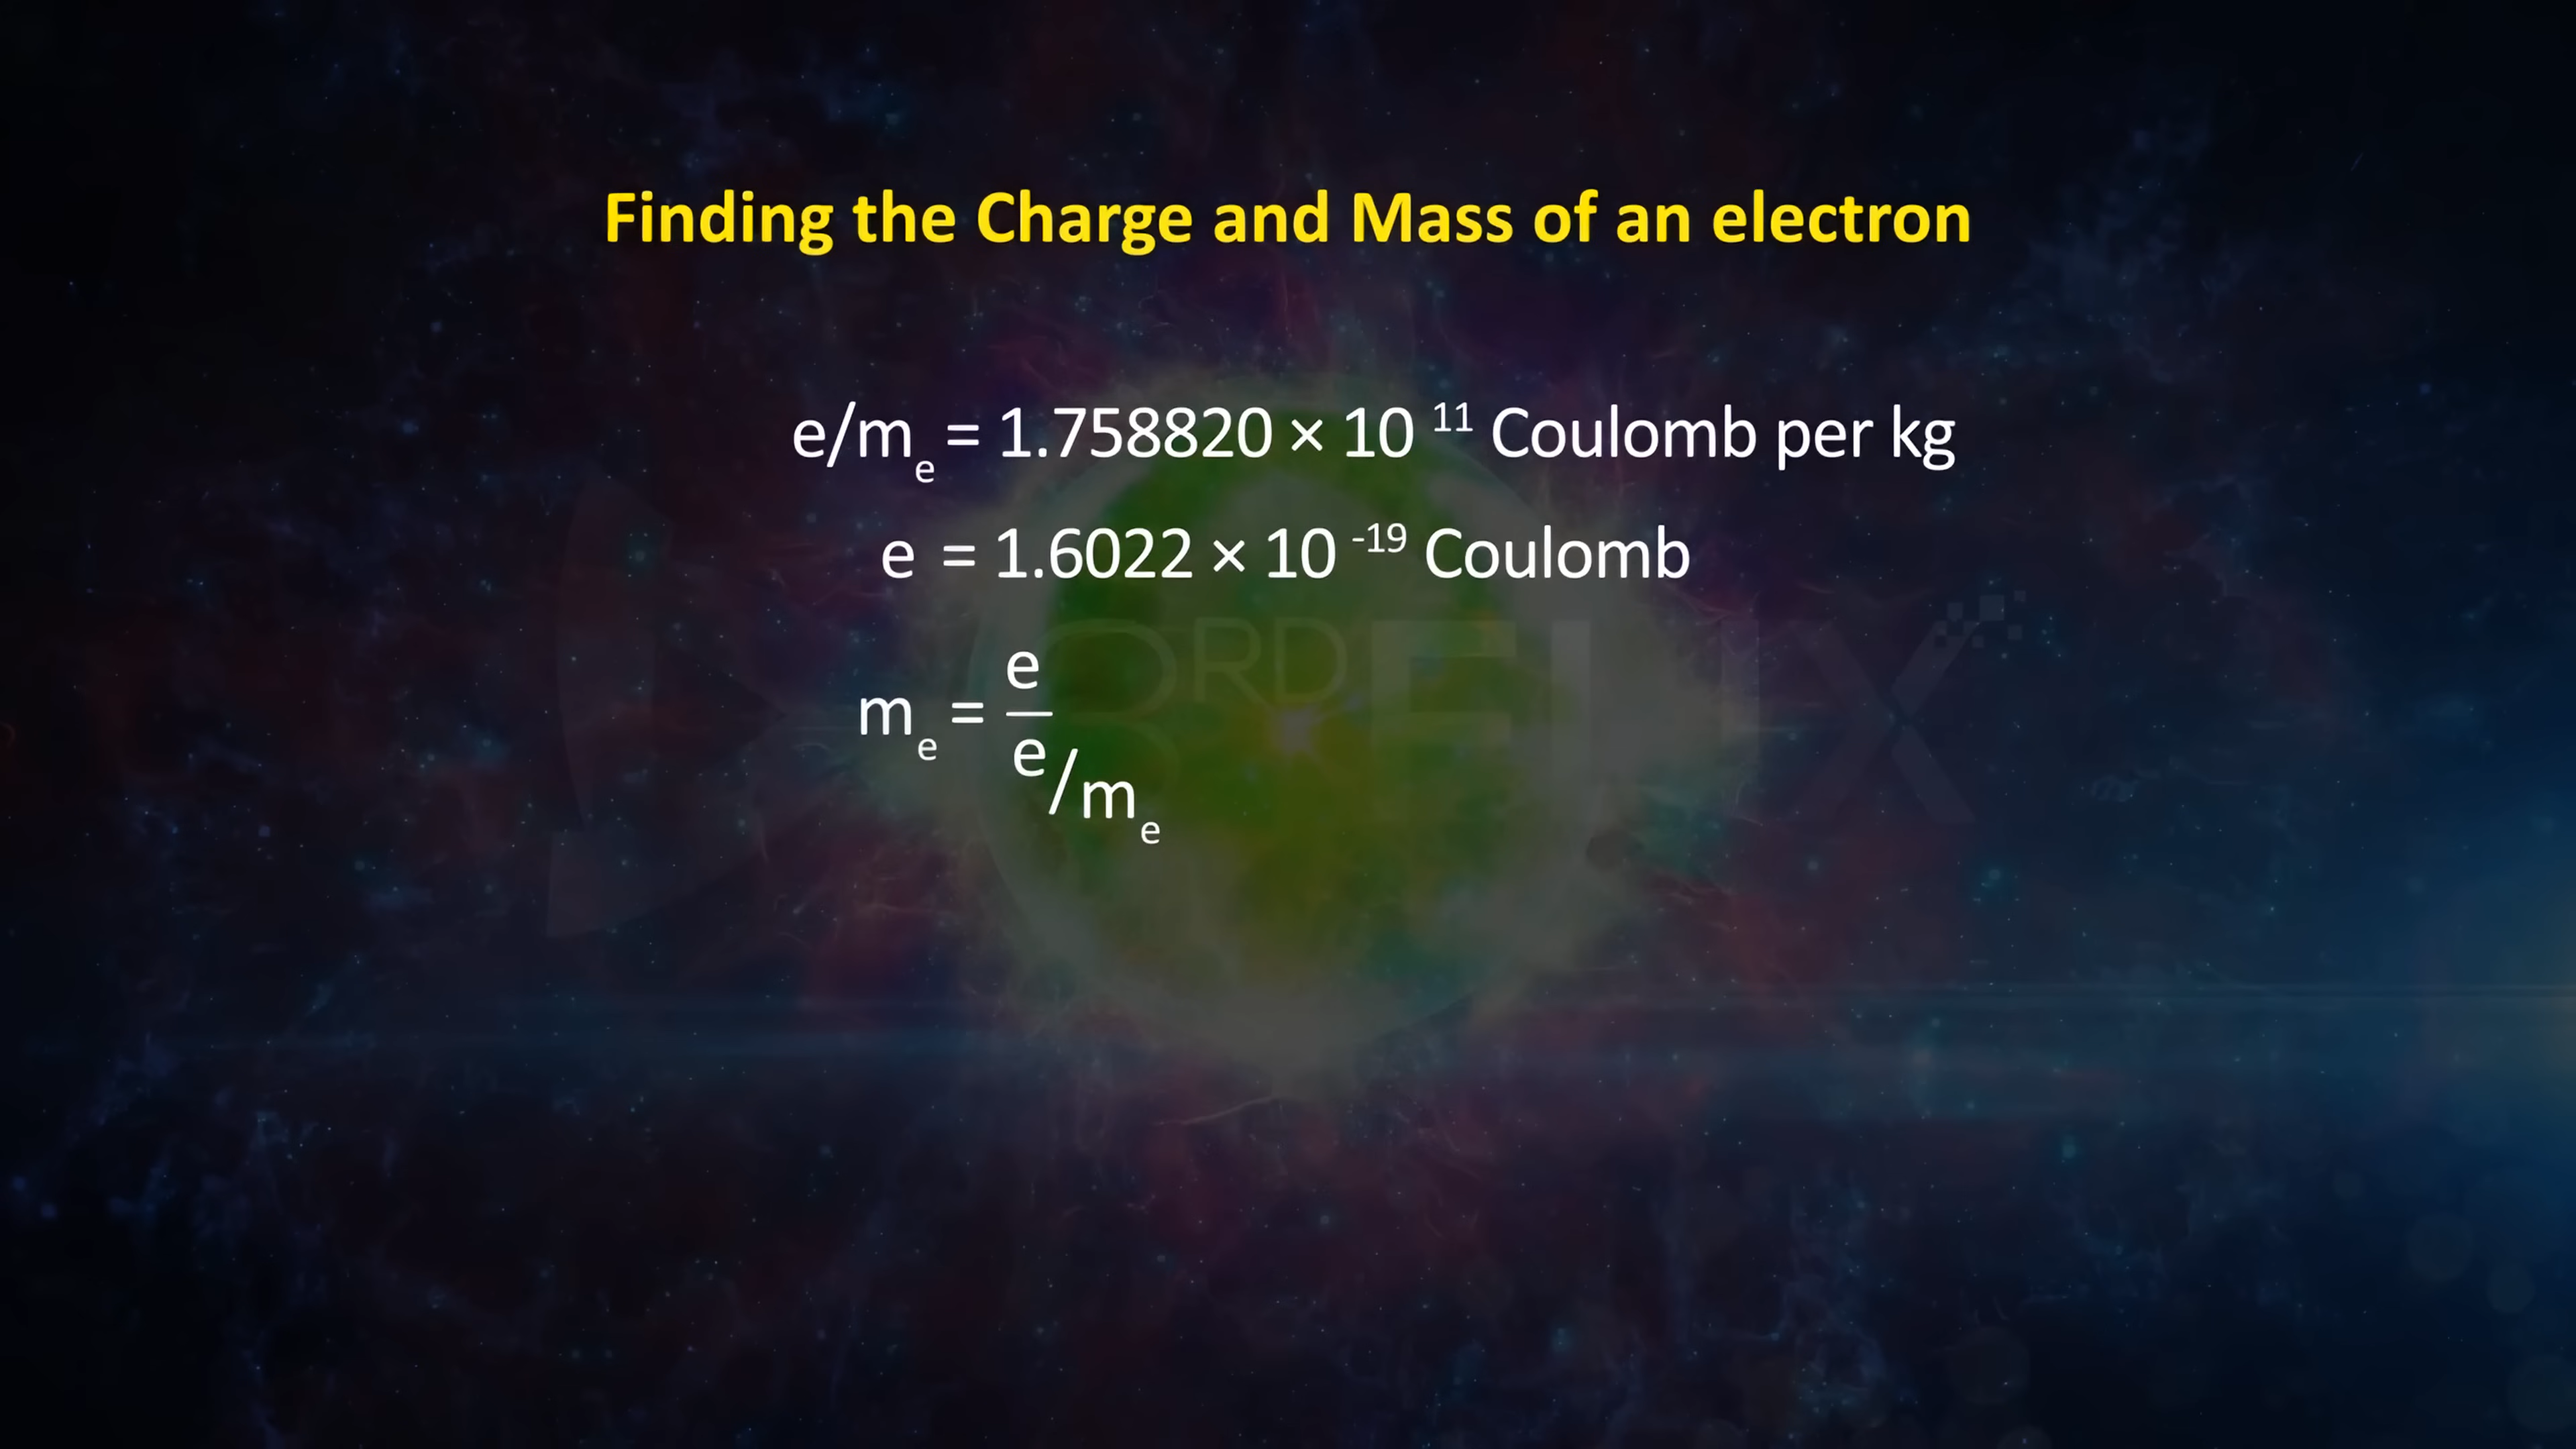 Finding the Charge and Mass of an electron
e/mₑ = 1.758820 × 10 ¹¹ Coulomb per kg
e = 1.6022 × 10 ⁻¹⁹ Coulomb
e
mₑ =
e/mₑ